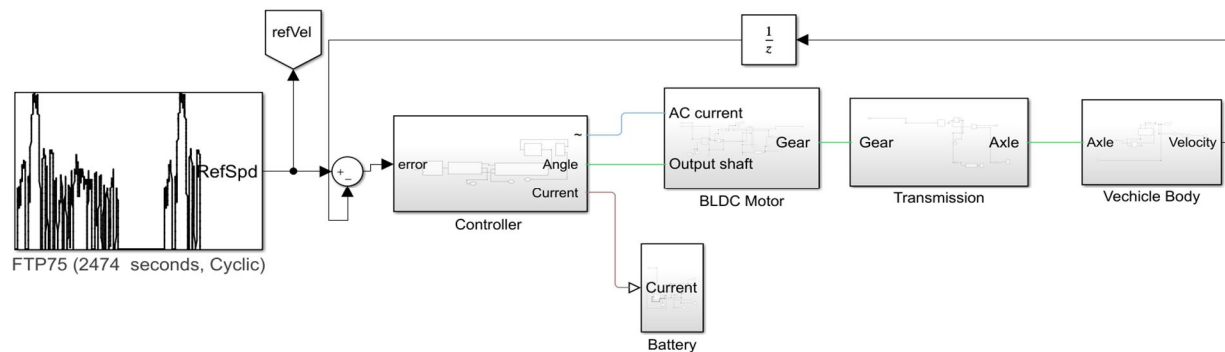 refVel
1
z
RefSpd
FTP75 (2474 seconds, Cyclic)
+
−
error
~
Angle
Current
Controller
AC current
Output shaft
Gear
BLDC Motor
Gear
Axle
Transmission
Axle
Velocity
Vechicle Body
Current
Battery